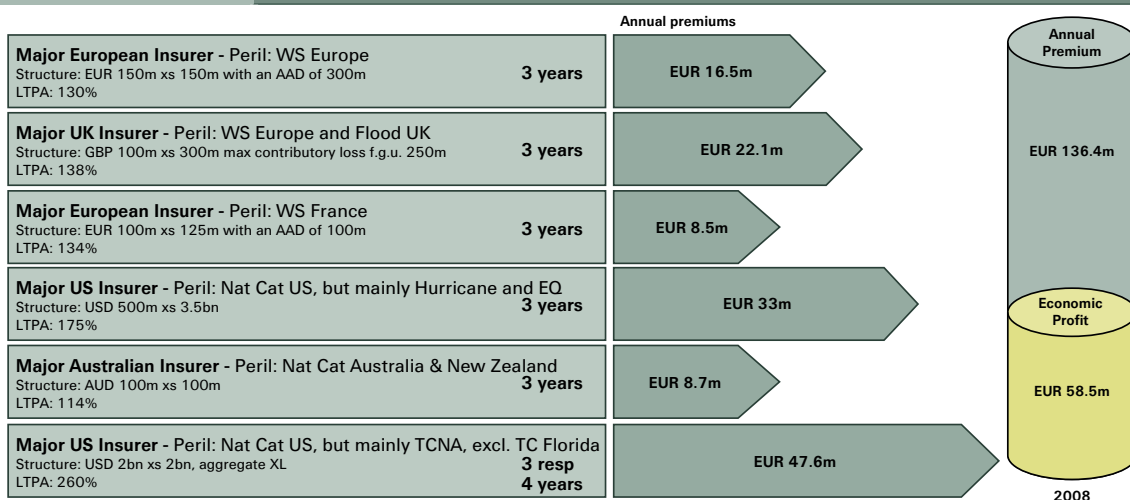 Annual premiums
Major European Insurer - Peril: WS Europe
Structure: EUR 150m xs 150m with an AAD of 300m
LTPA: 130%
3 years
EUR 16.5m
Major UK Insurer - Peril: WS Europe and Flood UK
Structure: GBP 100m xs 300m max contributory loss f.g.u. 250m
LTPA: 138%
3 years
EUR 22.1m
Major European Insurer - Peril: WS France
Structure: EUR 100m xs 125m with an AAD of 100m
LTPA: 134%
3 years
EUR 8.5m
Major US Insurer - Peril: Nat Cat US, but mainly Hurricane and EQ
Structure: USD 500m xs 3.5bn
LTPA: 175%
3 years
EUR 33m
Major Australian Insurer - Peril: Nat Cat Australia & New Zealand
Structure: AUD 100m xs 100m
LTPA: 114%
3 years
EUR 8.7m
Major US Insurer - Peril: Nat Cat US, but mainly TCNA, excl. TC Florida
Structure: USD 2bn xs 2bn, aggregate XL
LTPA: 260%
3 resp
4 years
EUR 47.6m
Annual
Premium
EUR 136.4m
Economic
Profit
EUR 58.5m
2008